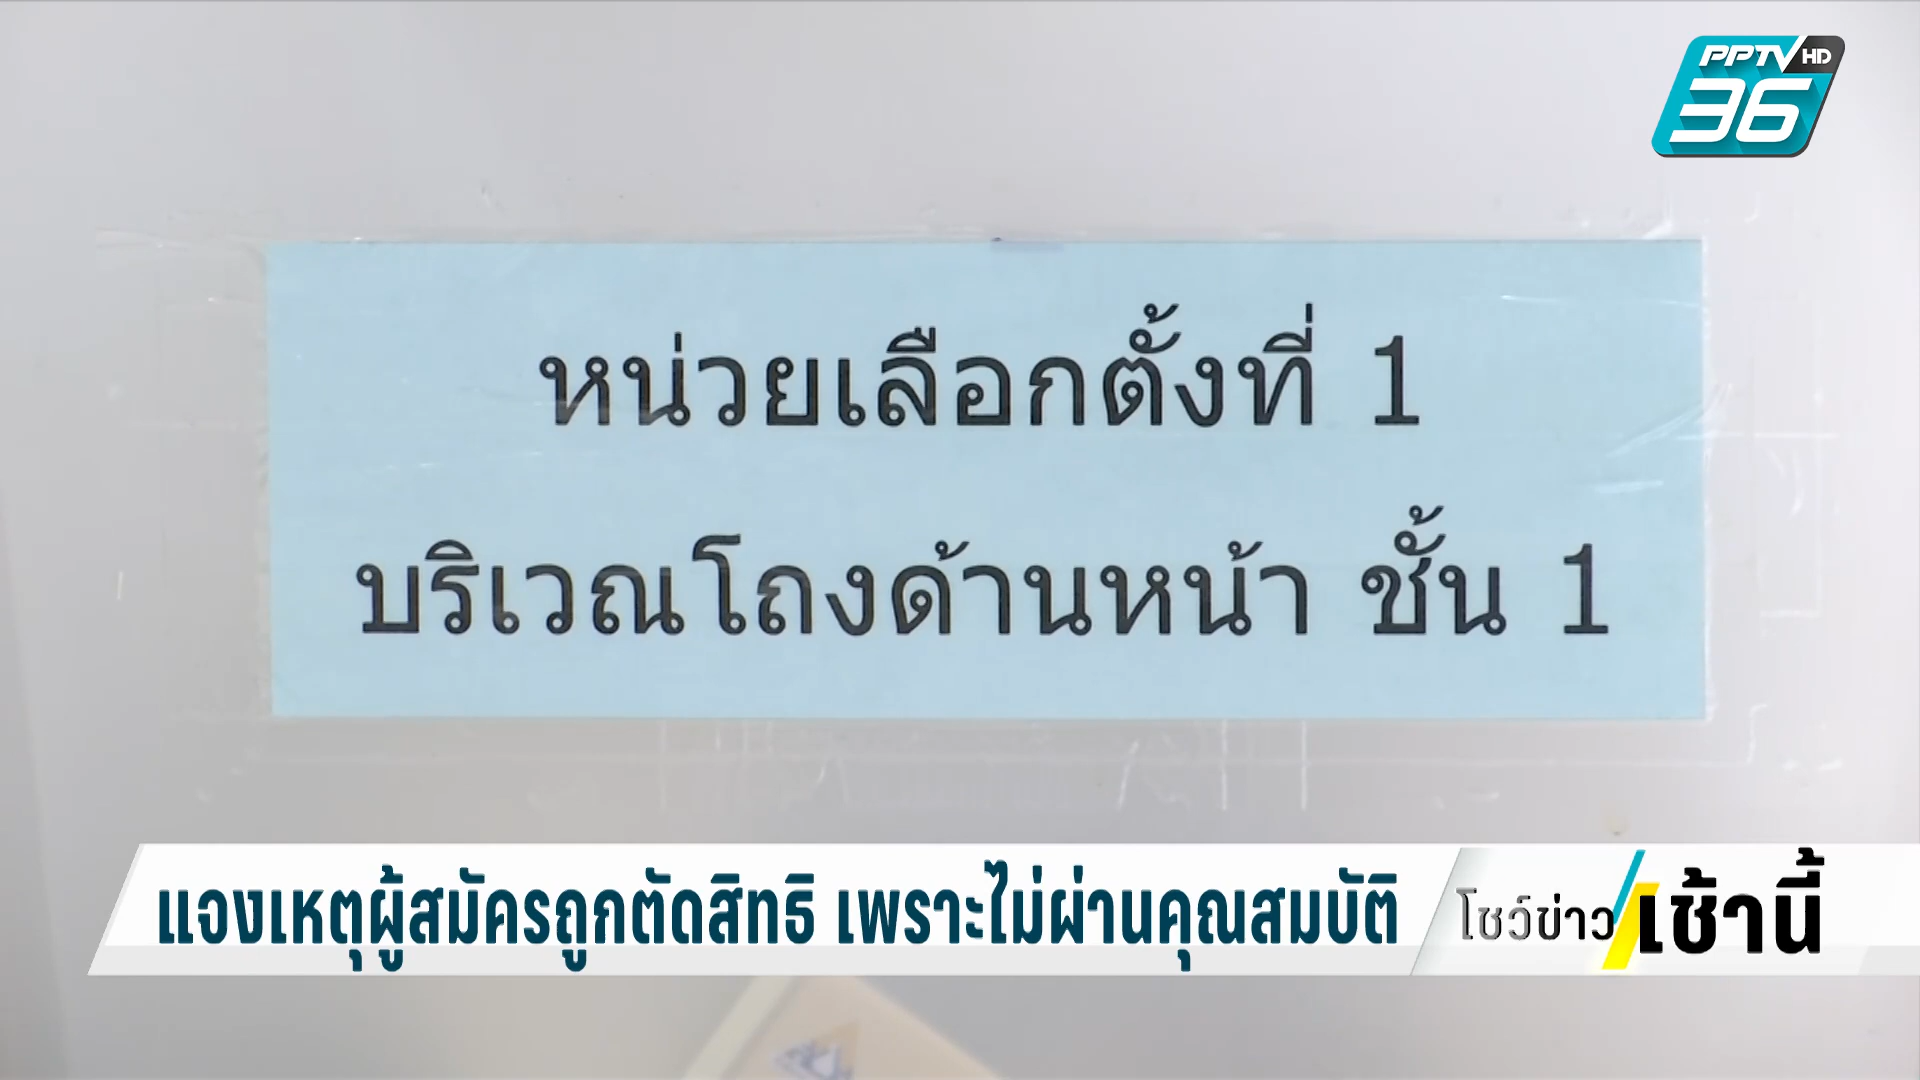 PPTV HD
36
หน่วยเลือกตั้งที่ 1
บริเวณโถงด้านหน้า ชั้น 1
แจงเหตุผู้สมัครถูกตัดสิทธิ เพราะไม่ผ่านคุณสมบัติ
โชว์ข่าว เช้านี้